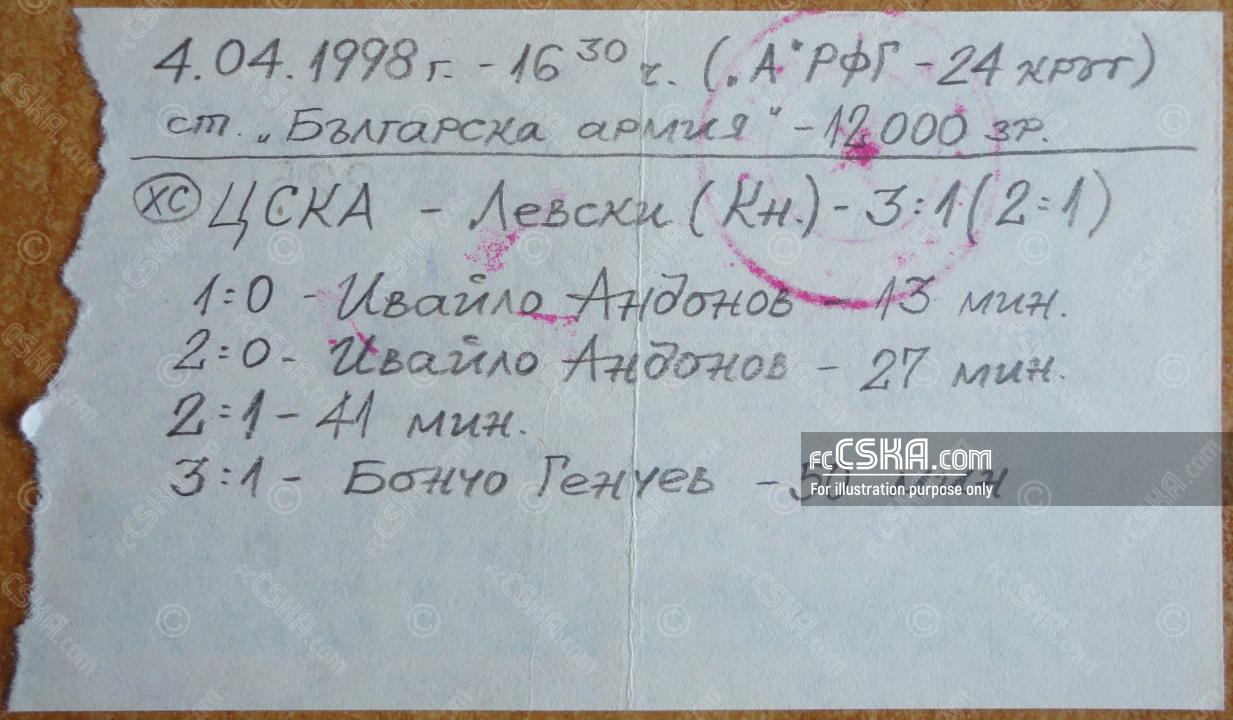 4.04.1998 г. - 16 30 ч. („А" РФГ - 24 кръг)
ст. „Българска армия" - 12.000 зр.
ХС ЦСКА - Левски (Кн.) - 3:1 (2:1)
1:0 - Ивайло Андонов - 13 мин.
2:0 - Ивайло Андонов - 27 мин.
2:1 - 41 мин.
3:1 - Бончо Генчев - 50 мин
fcCSKA.com
For illustration purpose only